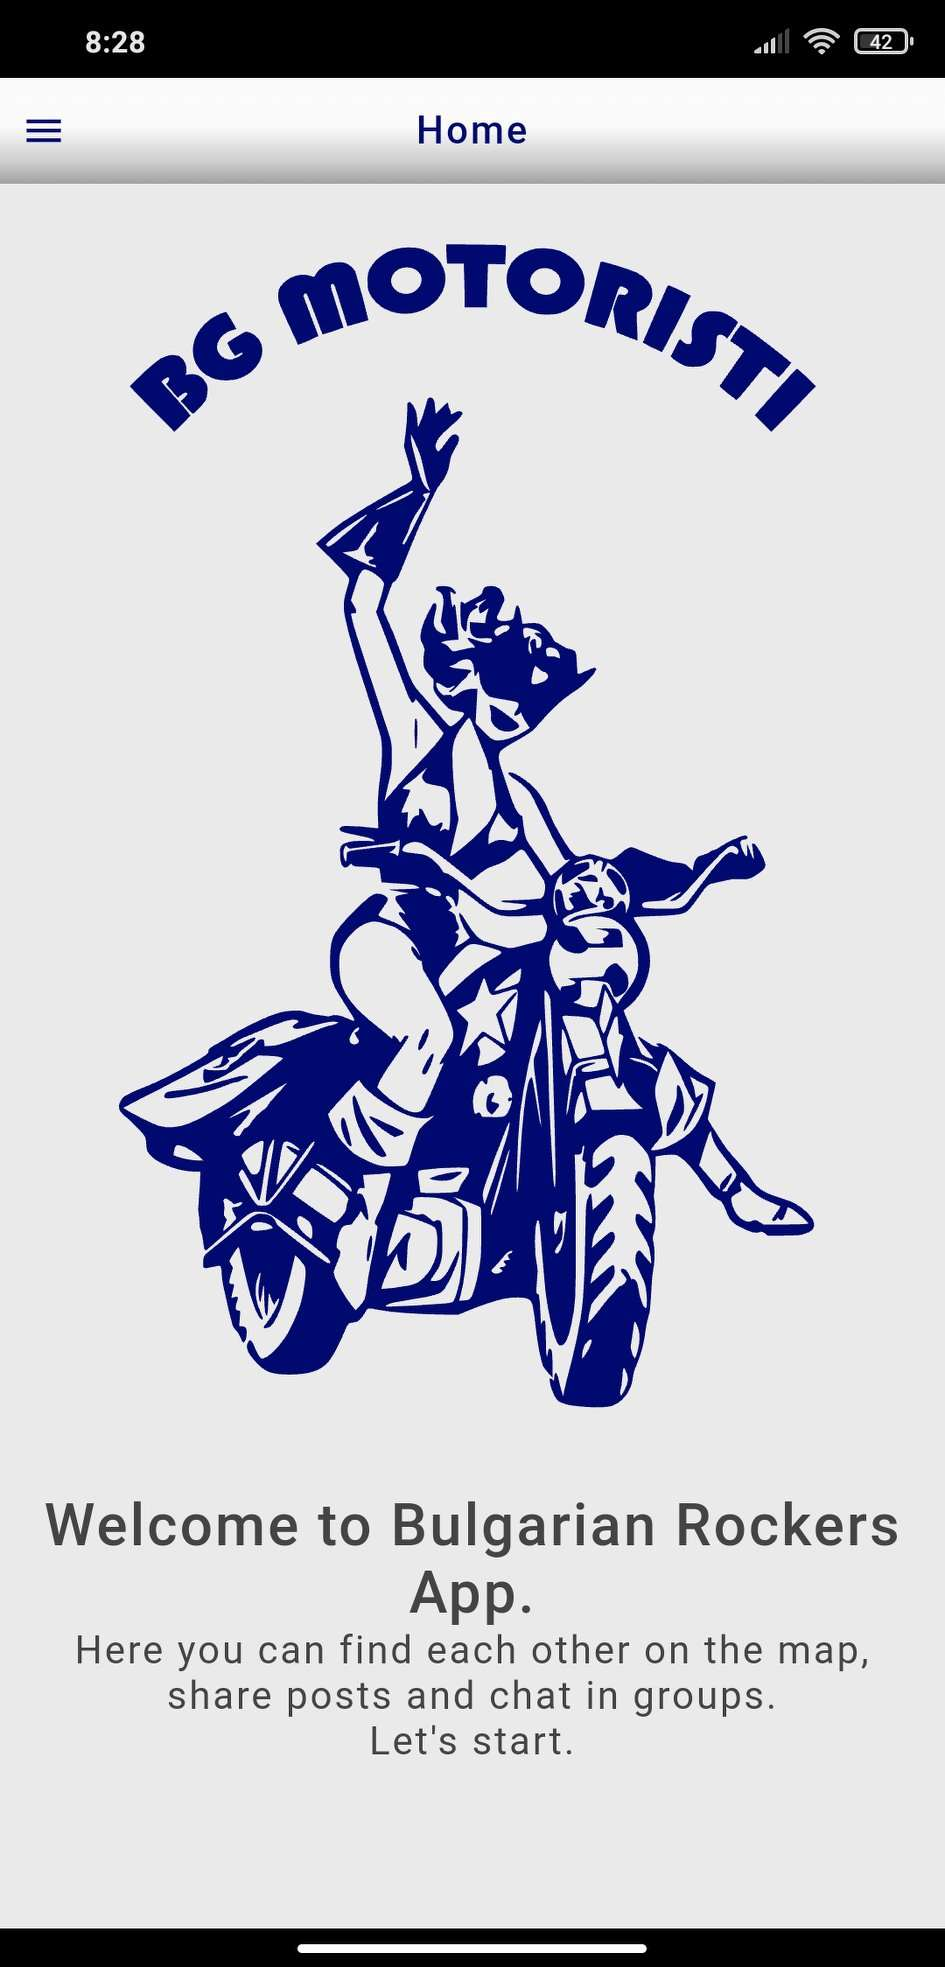 8:28
42
Home
BG MOTORISTI
Welcome to Bulgarian Rockers
App.
Here you can find each other on the map,
share posts and chat in groups.
Let's start.